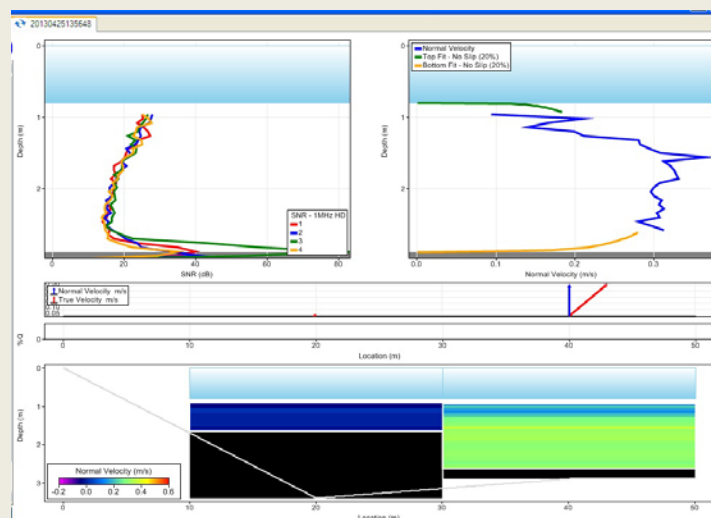 20130425135648
0
1
2
Depth (m)
SNR - 1MHz HD
1
2
3
4
0
20
40
60
80
SNR (dB)
Normal Velocity
Top Fit - No Slip (20%)
Bottom Fit - No Slip (20%)
0
1
2
Depth (m)
0.0
0.1
0.2
0.3
Normal Velocity (m/s)
Normal Velocity m/s
True Velocity m/s
0.05
%Q
0
0
10
20
30
40
50
Location (m)
0
1
2
3
Depth (m)
Normal Velocity (m/s)
-0.2
0.0
0.2
0.4
0.6
0
10
20
30
40
50
Location (m)